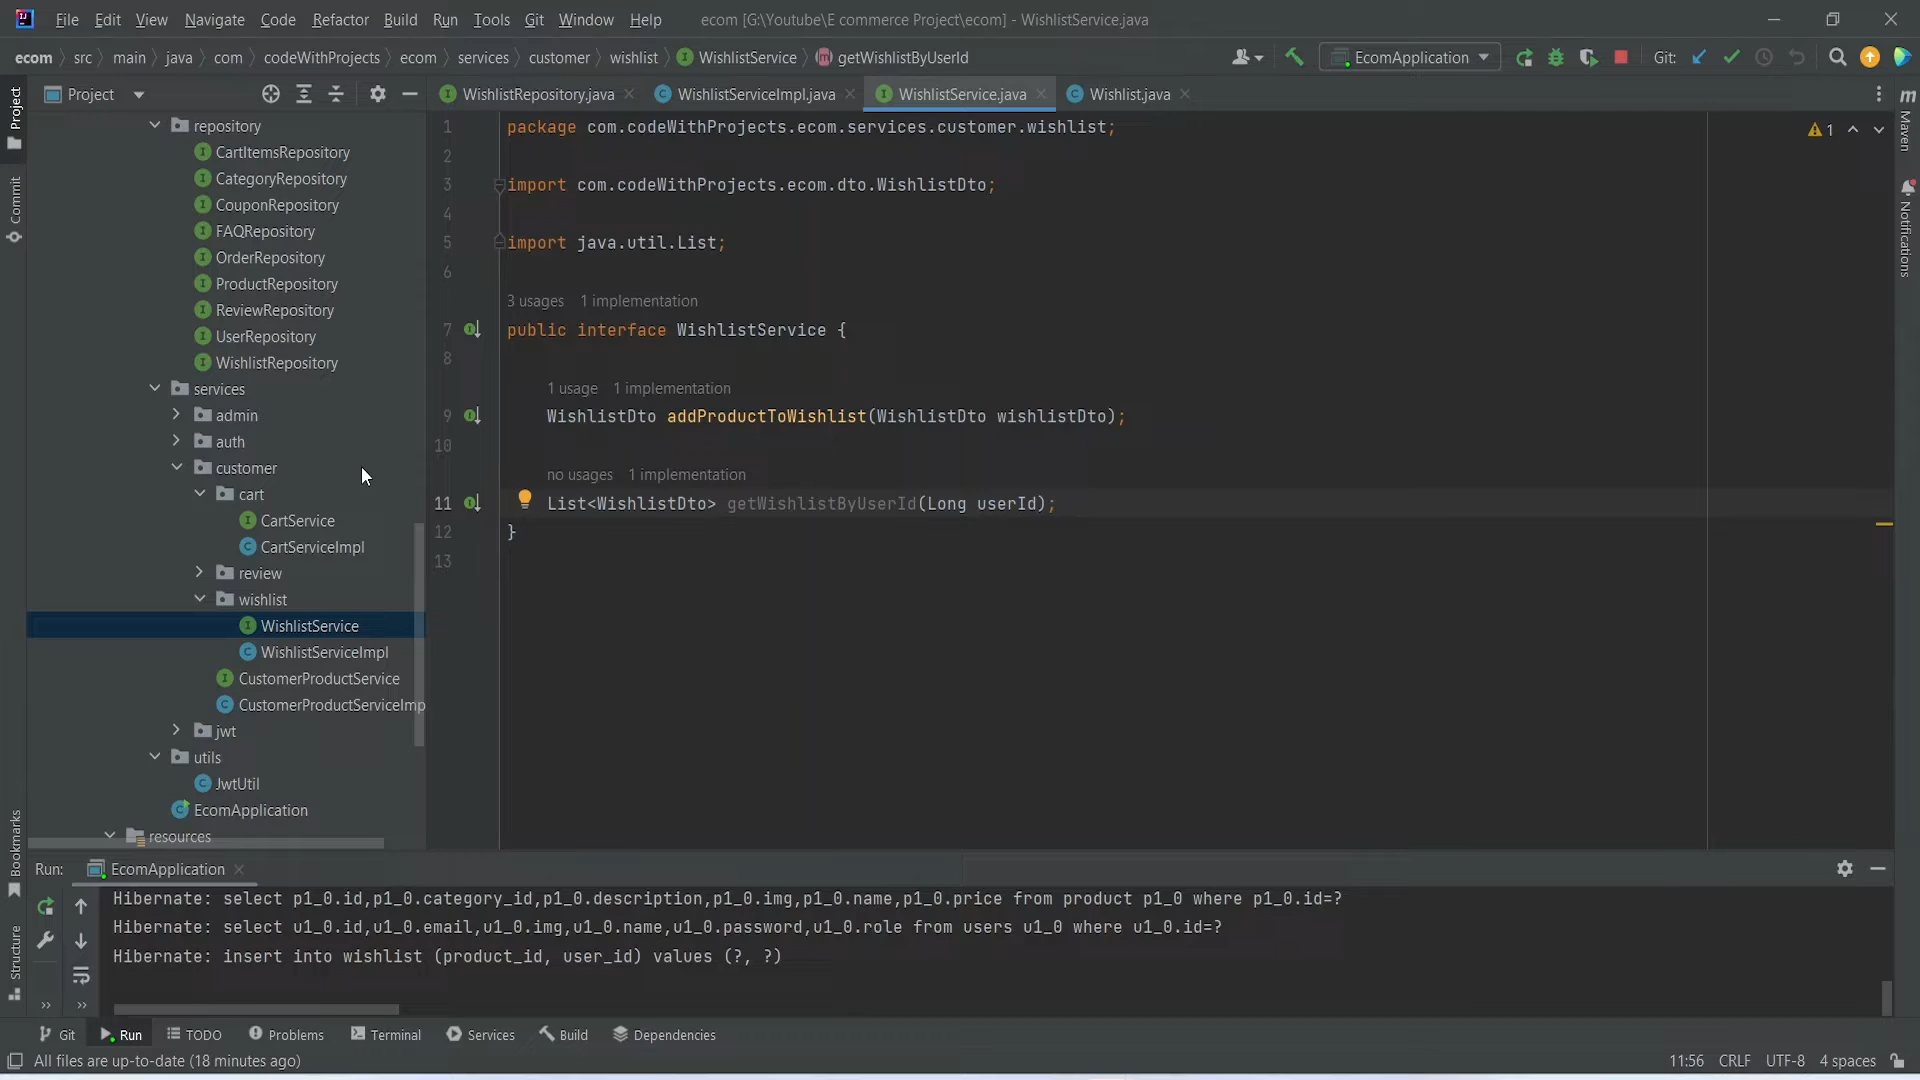 File Edit View Navigate Code Refactor Build Run Tools Git Window Help ecom [G:\Youtube\E commerce Project\ecom] - WishlistService.java
ecom src main java com codeWithProjects ecom services customer wishlist WishlistService getWishlistByUserId EcomApplication Git:
Project
WishlistRepository.java WishlistServiceImpl.java WishlistService.java Wishlist.java
Project
Commit
Bookmarks
Structure
Maven
Notifications
repository
CartItemsRepository
CategoryRepository
CouponRepository
FAQRepository
OrderRepository
ProductRepository
ReviewRepository
UserRepository
WishlistRepository
services
admin
auth
customer
cart
CartService
CartServiceImpl
review
wishlist
WishlistService
WishlistServiceImpl
CustomerProductService
CustomerProductServiceImp
jwt
utils
JwtUtil
EcomApplication
resources
1 package com.codeWithProjects.ecom.services.customer.wishlist; 1
2
3 import com.codeWithProjects.ecom.dto.WishlistDto;
4
5 import java.util.List;
6
3 usages 1 implementation
7 public interface WishlistService {
8
1 usage 1 implementation
9 WishlistDto addProductToWishlist(WishlistDto wishlistDto);
10
no usages 1 implementation
11 List<WishlistDto> getWishlistByUserId(Long userId);
12 }
13
Run: EcomApplication
Hibernate: select p1_0.id,p1_0.category_id,p1_0.description,p1_0.img,p1_0.name,p1_0.price from product p1_0 where p1_0.id=?
Hibernate: select u1_0.id,u1_0.email,u1_0.img,u1_0.name,u1_0.password,u1_0.role from users u1_0 where u1_0.id=?
Hibernate: insert into wishlist (product_id, user_id) values (?, ?)
Git Run TODO Problems Terminal Services Build Dependencies
All files are up-to-date (18 minutes ago) 11:56 CRLF UTF-8 4 spaces